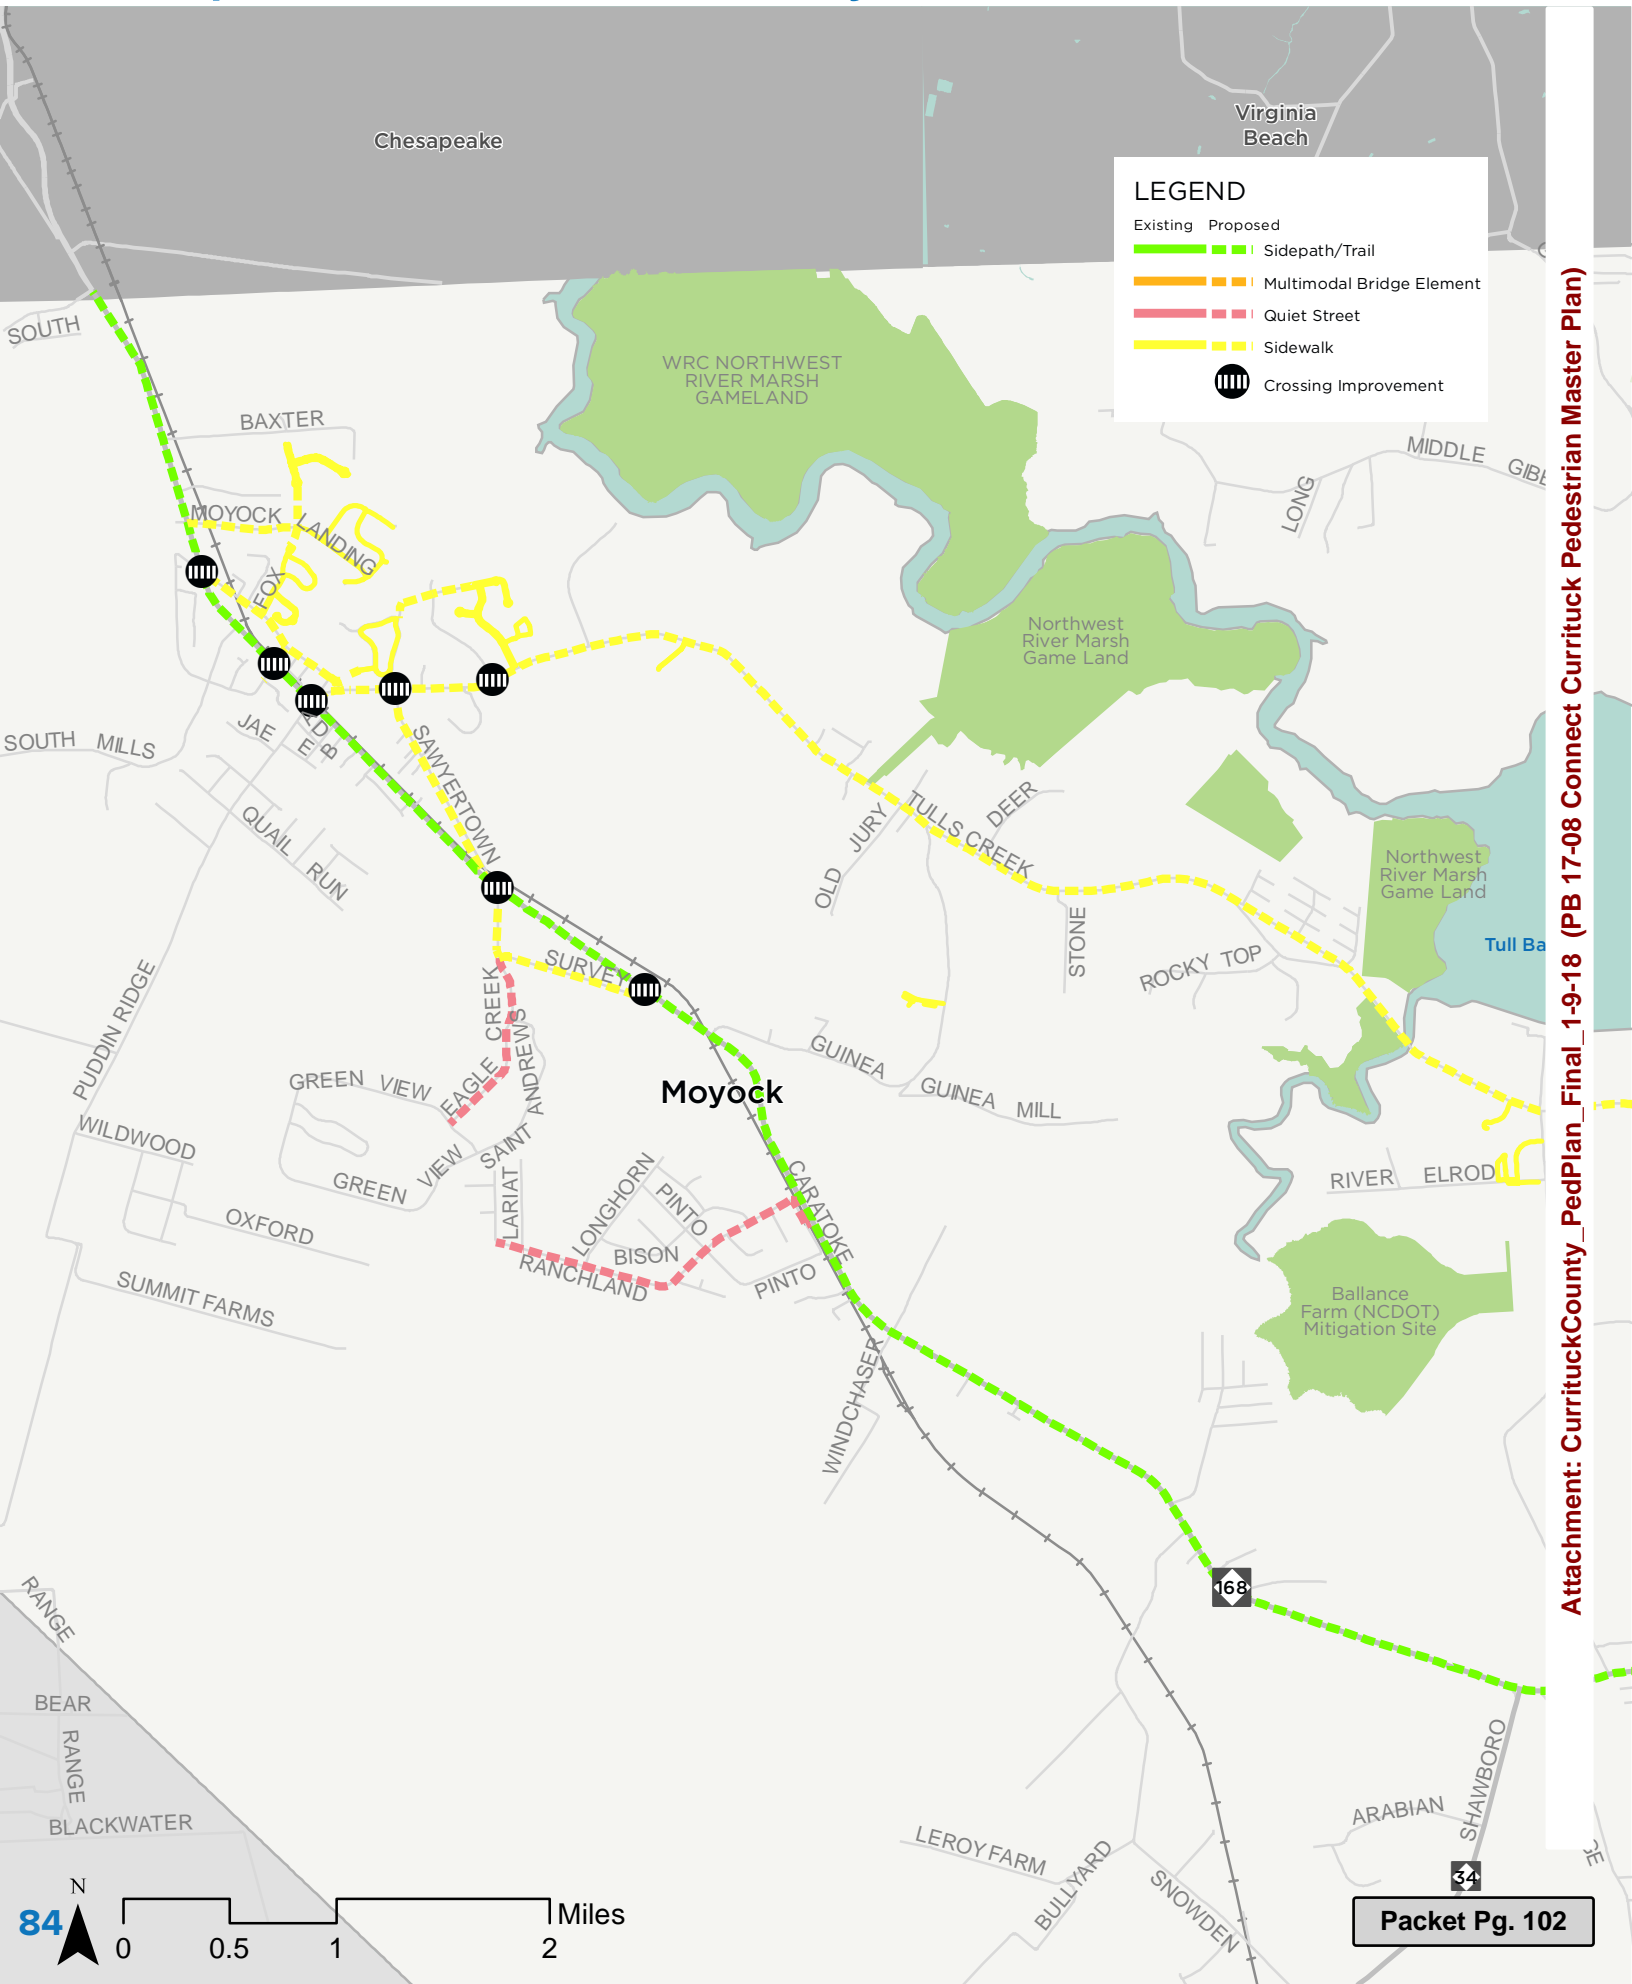 Chesapeake
Virginia
Beach
LEGEND
Existing Proposed
Sidepath/Trail
Multimodal Bridge Element
Quiet Street
Sidewalk
Crossing Improvement
SOUTH
BAXTER
WRC NORTHWEST
RIVER MARSH
GAMELAND
MIDDLE
LONG
MOYOCK
LANDING
FOX
Northwest
River Marsh
Game Land
SOUTH MILLS
JAE
SAWYERTOWN
QUAIL RUN
OLD JURY
TULLS CREEK
DEER
Northwest
River Marsh
Game Land
Tull Ba
STONE
ROCKY TOP
SURVEY
PUDDIN RIDGE
EAGLE CREEK
SAINT ANDREWS
GUINEA
GUINEA MILL
Moyock
GREEN VIEW
WILDWOOD
GREEN VIEW
LARIAT
LONGHORN
PINTO
CARATOKE
RIVER ELROD
OXFORD
BISON
RANCHLAND
PINTO
SUMMIT FARMS
Ballance
Farm (NCDOT)
Mitigation Site
WINDCHASER
168
RANGE
BEAR
RANGE
BLACKWATER
SHAWBORO
ARABIAN
LEROY FARM
BULLYARD
SNOWDEN
34
Attachment: CurrituckCounty_PedPlan_Final_1-9-18 (PB 17-08 Connect Currituck Pedestrian Master Plan)
84
N
0 0.5 1 2
Miles
Packet Pg. 102